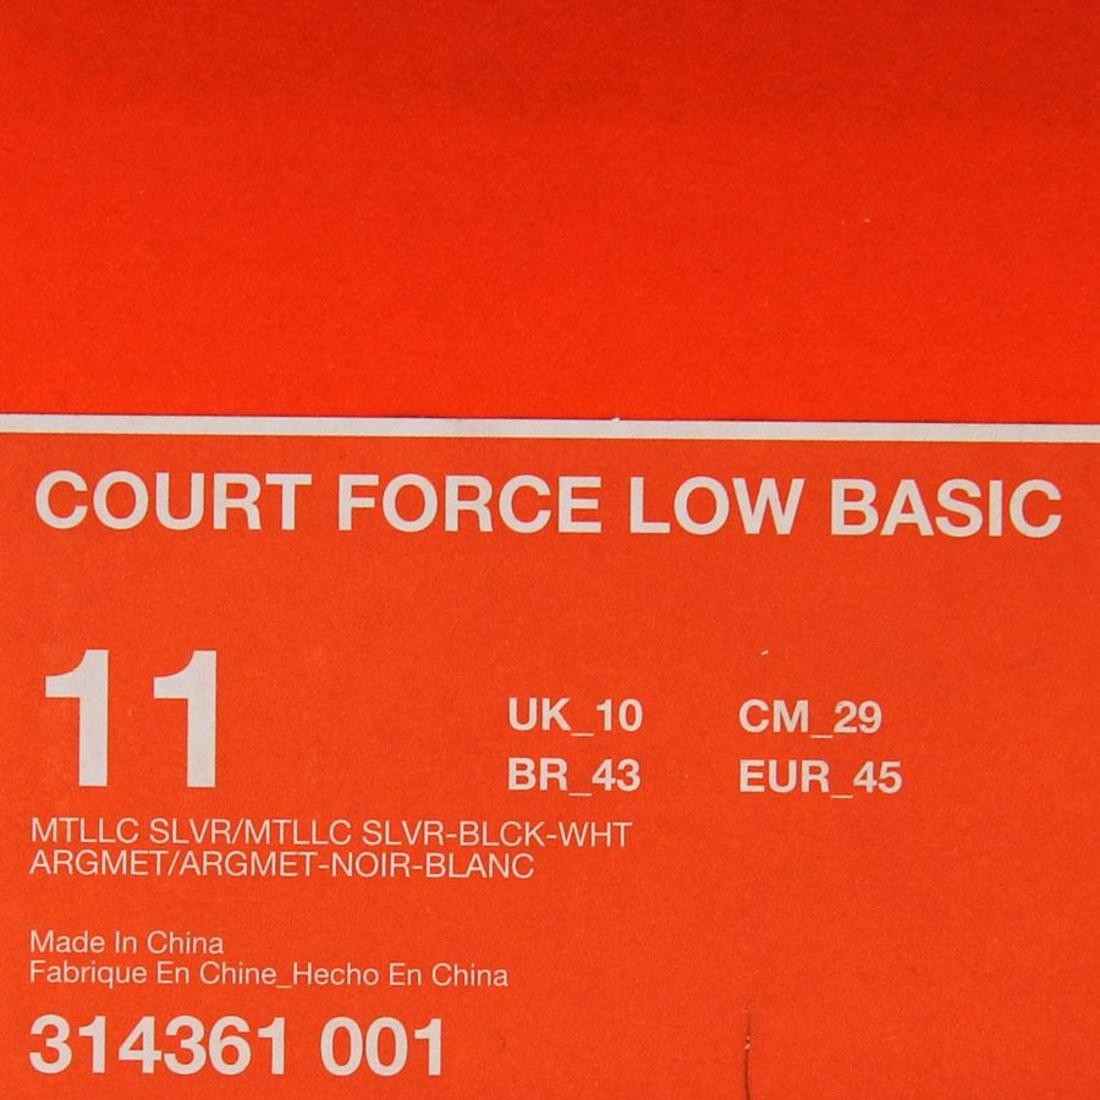 COURT FORCE LOW BASIC
11
UK_10 CM_29
BR_43 EUR_45
MTLLC SLVR/MTLLC SLVR-BLCK-WHT
ARGMET/ARGMET-NOIR-BLANC
Made In China
Fabrique En Chine_Hecho En China
314361 001